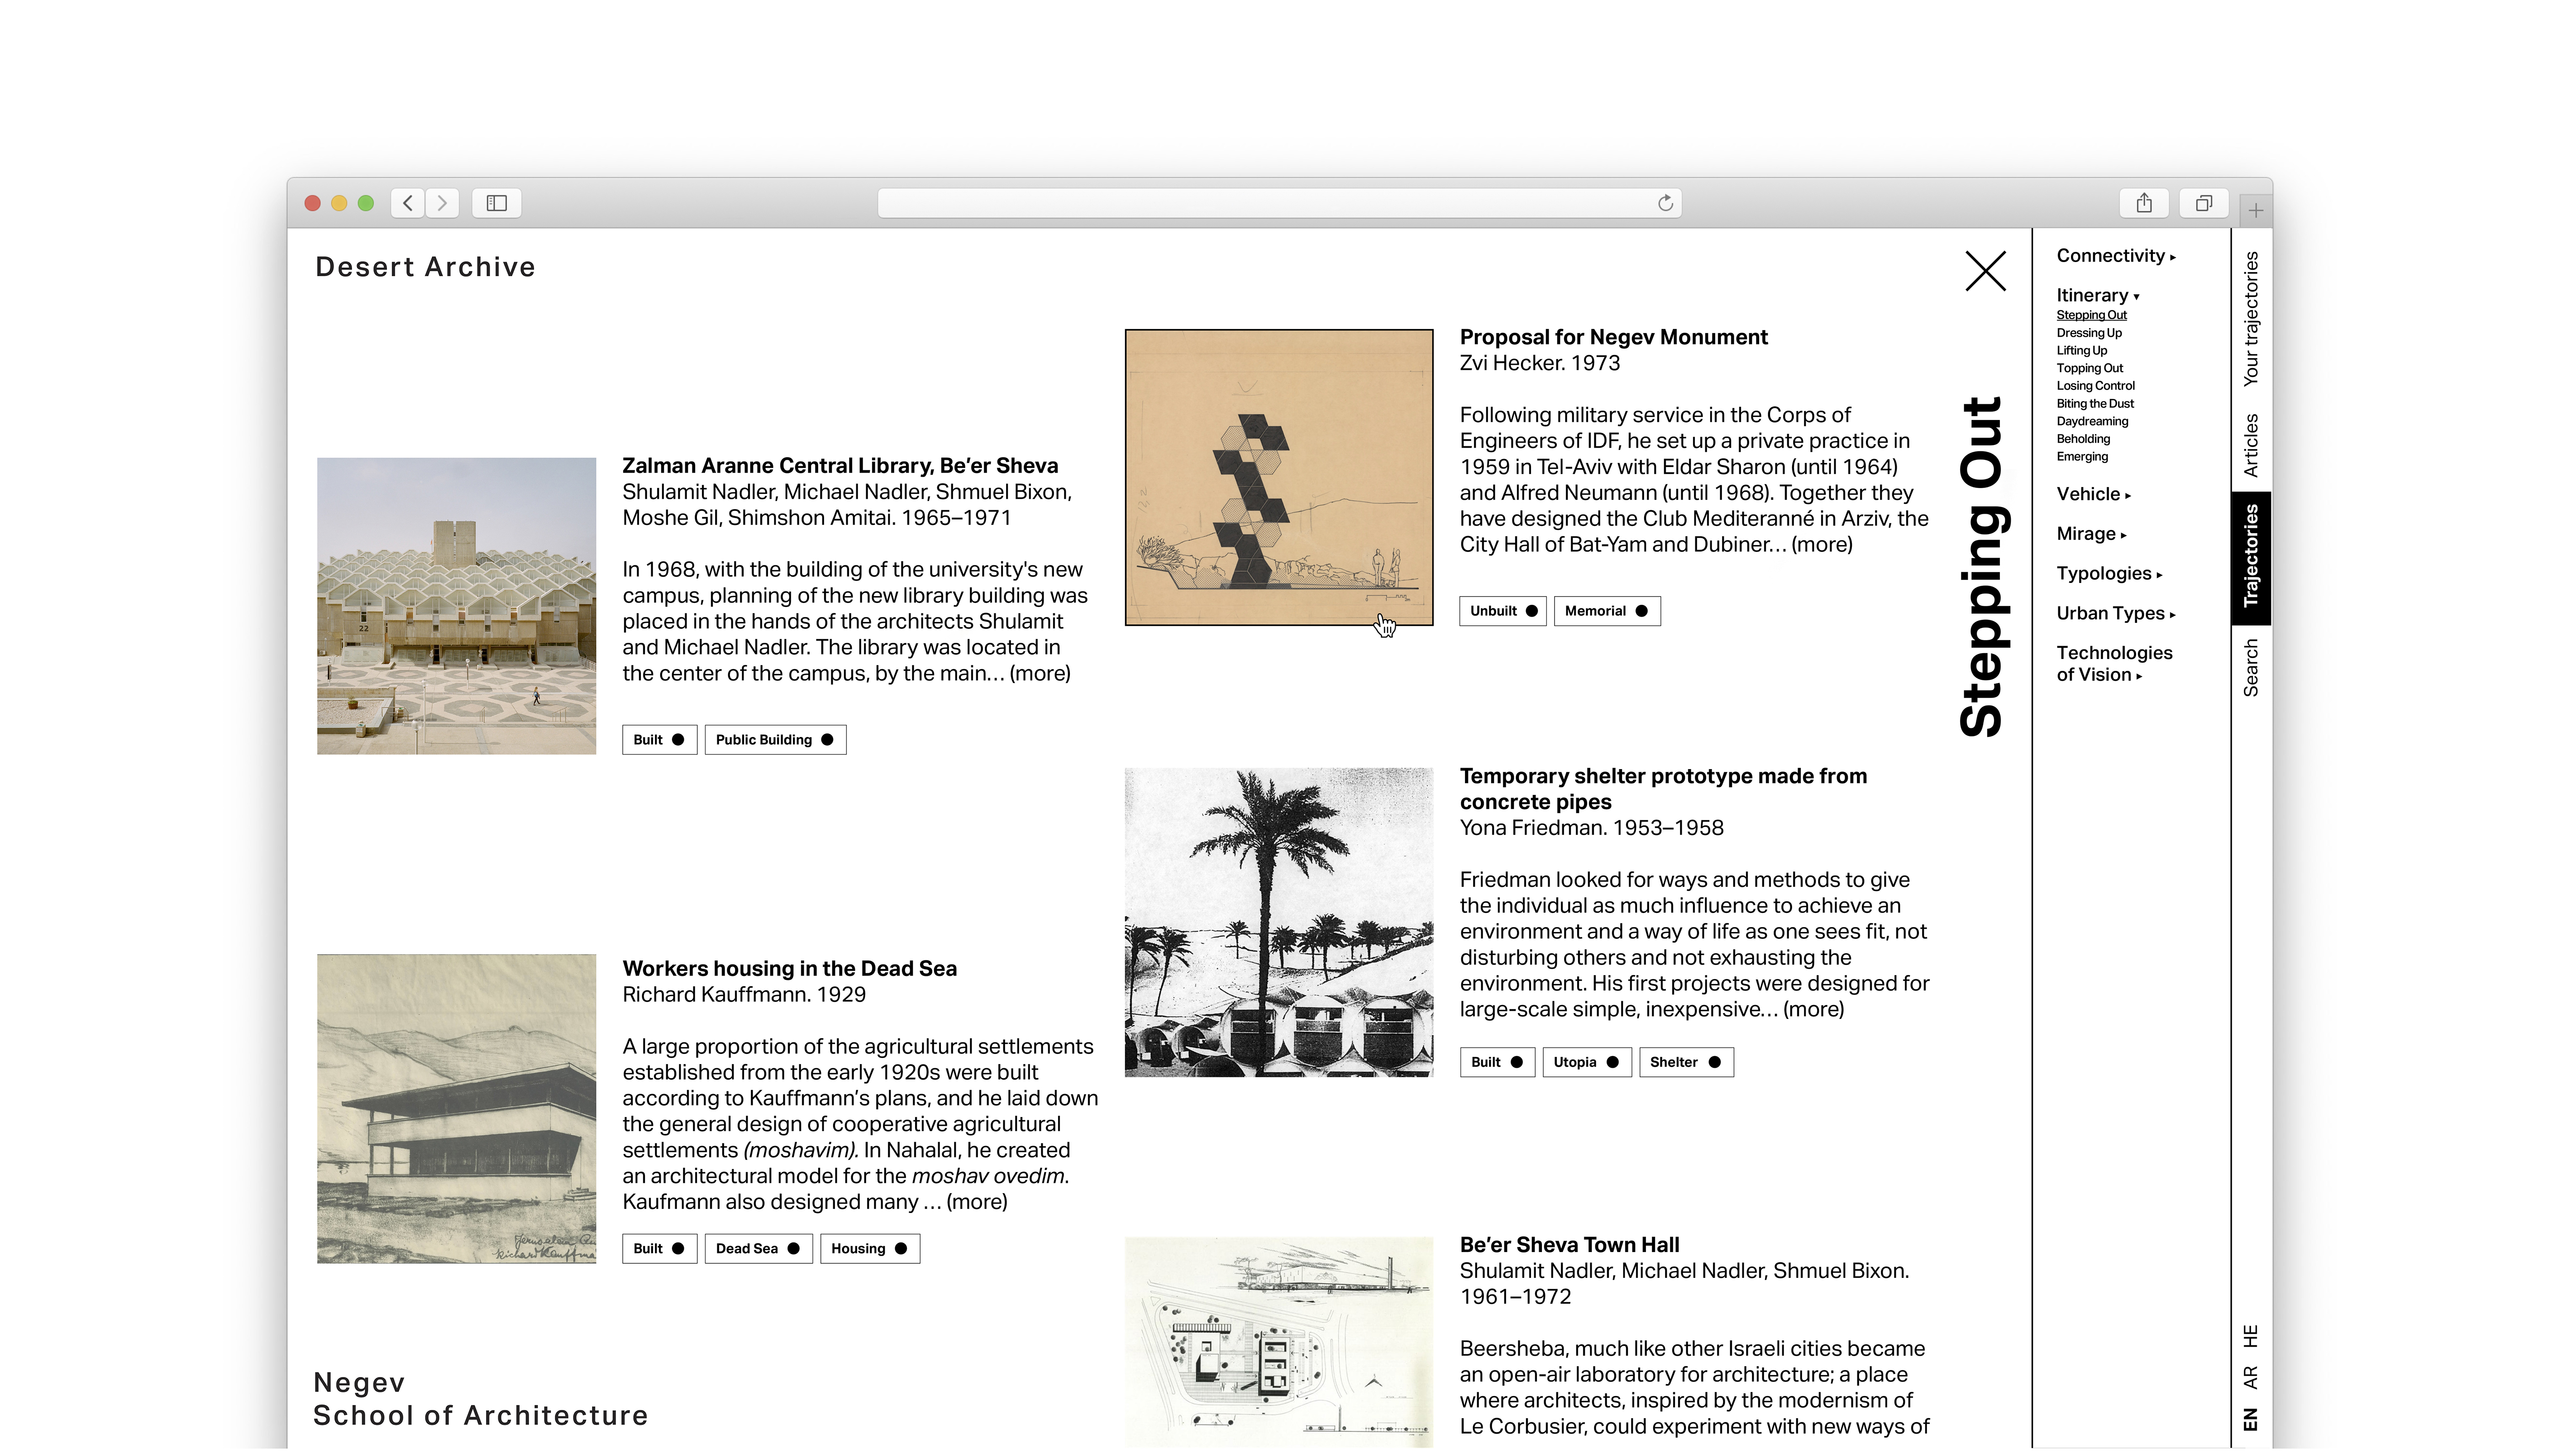 Desert Archive
Zalman Aranne Central Library, Be’er Sheva
Shulamit Nadler, Michael Nadler, Shmuel Bixon,
Moshe Gil, Shimshon Amitai. 1965–1971
In 1968, with the building of the university's new
campus, planning of the new library building was
placed in the hands of the architects Shulamit
and Michael Nadler. The library was located in
the center of the campus, by the main… (more)
Built
Public Building
22
Workers housing in the Dead Sea
Richard Kauffmann. 1929
A large proportion of the agricultural settlements
established from the early 1920s were built
according to Kauffmann’s plans, and he laid down
the general design of cooperative agricultural
settlements (moshavim). In Nahalal, he created
an architectural model for the moshav ovedim.
Kaufmann also designed many … (more)
Built
Dead Sea
Housing
Negev
School of Architecture
Proposal for Negev Monument
Zvi Hecker. 1973
Following military service in the Corps of
Engineers of IDF, he set up a private practice in
1959 in Tel-Aviv with Eldar Sharon (until 1964)
and Alfred Neumann (until 1968). Together they
have designed the Club Mediteranné in Arziv, the
City Hall of Bat-Yam and Dubiner… (more)
Unbuilt
Memorial
Temporary shelter prototype made from
concrete pipes
Yona Friedman. 1953–1958
Friedman looked for ways and methods to give
the individual as much influence to achieve an
environment and a way of life as one sees fit, not
disturbing others and not exhausting the
environment. His first projects were designed for
large-scale simple, inexpensive… (more)
Built
Utopia
Shelter
Be’er Sheva Town Hall
Shulamit Nadler, Michael Nadler, Shmuel Bixon.
1961–1972
Beersheba, much like other Israeli cities became
an open-air laboratory for architecture; a place
where architects, inspired by the modernism of
Le Corbusier, could experiment with new ways of
Stepping Out
Connectivity ▸
Itinerary ▾
Stepping Out
Dressing Up
Lifting Up
Topping Out
Losing Control
Biting the Dust
Daydreaming
Beholding
Emerging
Vehicle ▸
Mirage ▸
Typologies ▸
Urban Types ▸
Technologies
of Vision ▸
Your trajectories
Articles
Trajectories
Search
HE
AR
EN